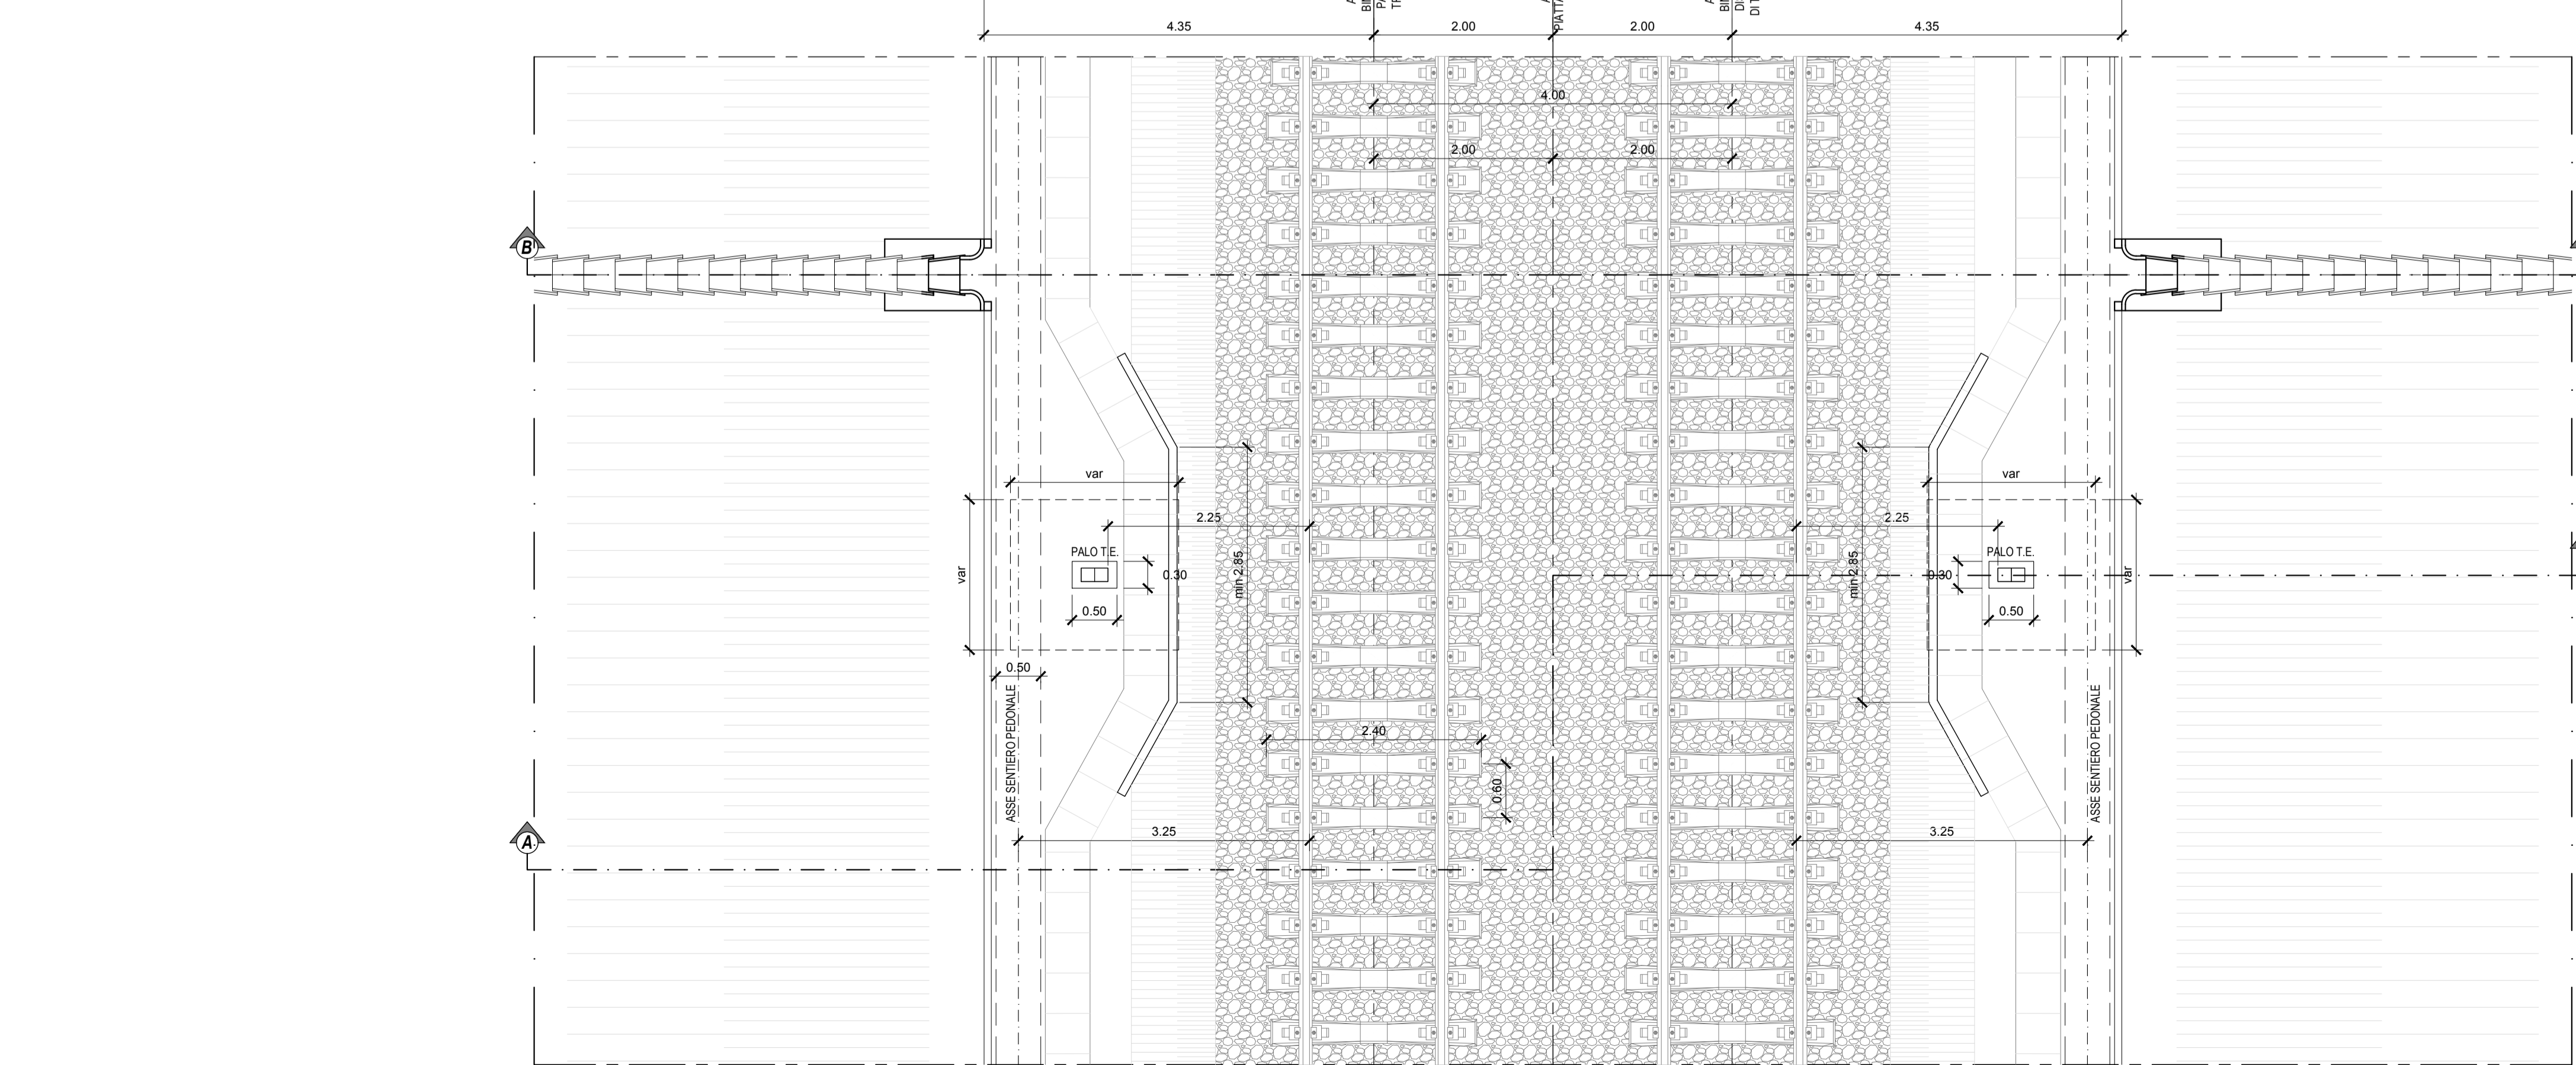 4.35
2.00
2.00
4.35
4.00
2.00
2.00
B
var
var
2.25
2.25
PALO T.E.
PALO T.E.
var
0.30
min 2.85
min 2.85
0.30
var
0.50
0.50
0.50
ASSE SENTIERO PEDONALE
ASSE SENTIERO PEDONALE
2.40
0.60
3.25
3.25
A